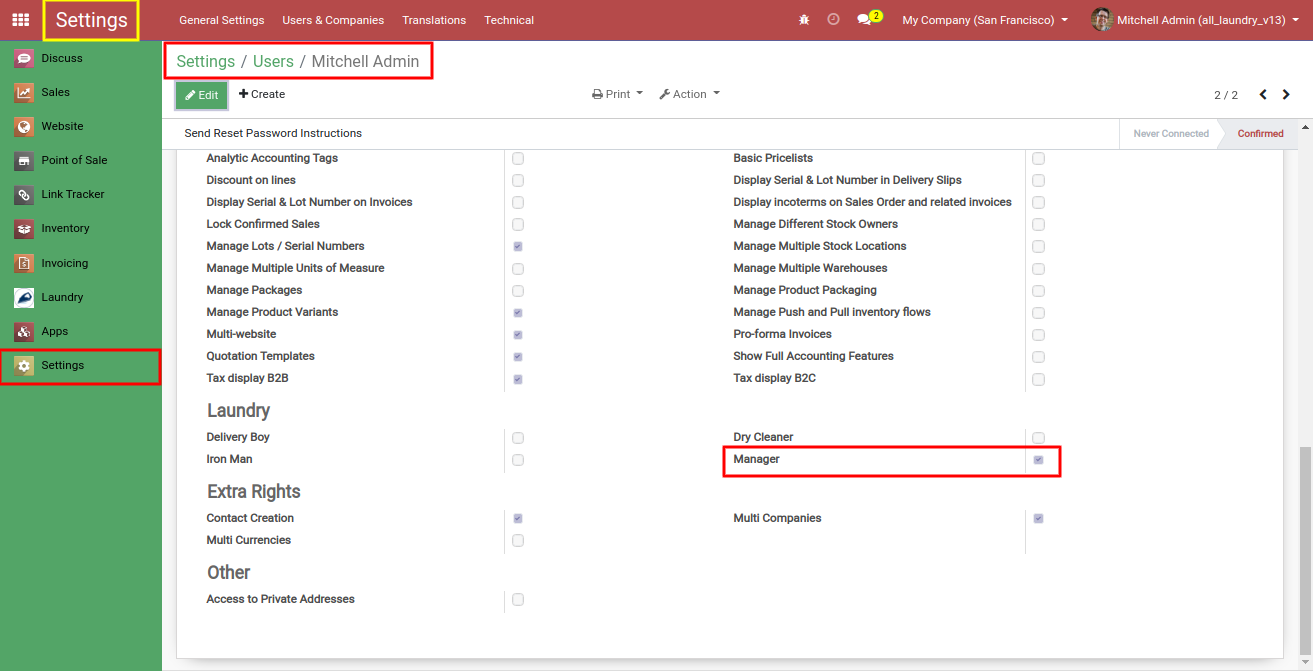 Settings General Settings Users & Companies Translations Technical 2 My Company (San Francisco) Mitchell Admin (all_laundry_v13)
Discuss
Sales
Website
Point of Sale
Link Tracker
Inventory
Invoicing
Laundry
Apps
Settings
Settings / Users / Mitchell Admin
Edit Create Print Action 2 / 2
Send Reset Password Instructions Never Connected Confirmed
Analytic Accounting Tags Basic Pricelists
Discount on lines Display Serial & Lot Number in Delivery Slips
Display Serial & Lot Number on Invoices Display incoterms on Sales Order and related invoices
Lock Confirmed Sales Manage Different Stock Owners
Manage Lots / Serial Numbers Manage Multiple Stock Locations
Manage Multiple Units of Measure Manage Multiple Warehouses
Manage Packages Manage Product Packaging
Manage Product Variants Manage Push and Pull inventory flows
Multi-website Pro-forma Invoices
Quotation Templates Show Full Accounting Features
Tax display B2B Tax display B2C
Laundry
Delivery Boy Dry Cleaner
Iron Man Manager
Extra Rights
Contact Creation Multi Companies
Multi Currencies
Other
Access to Private Addresses